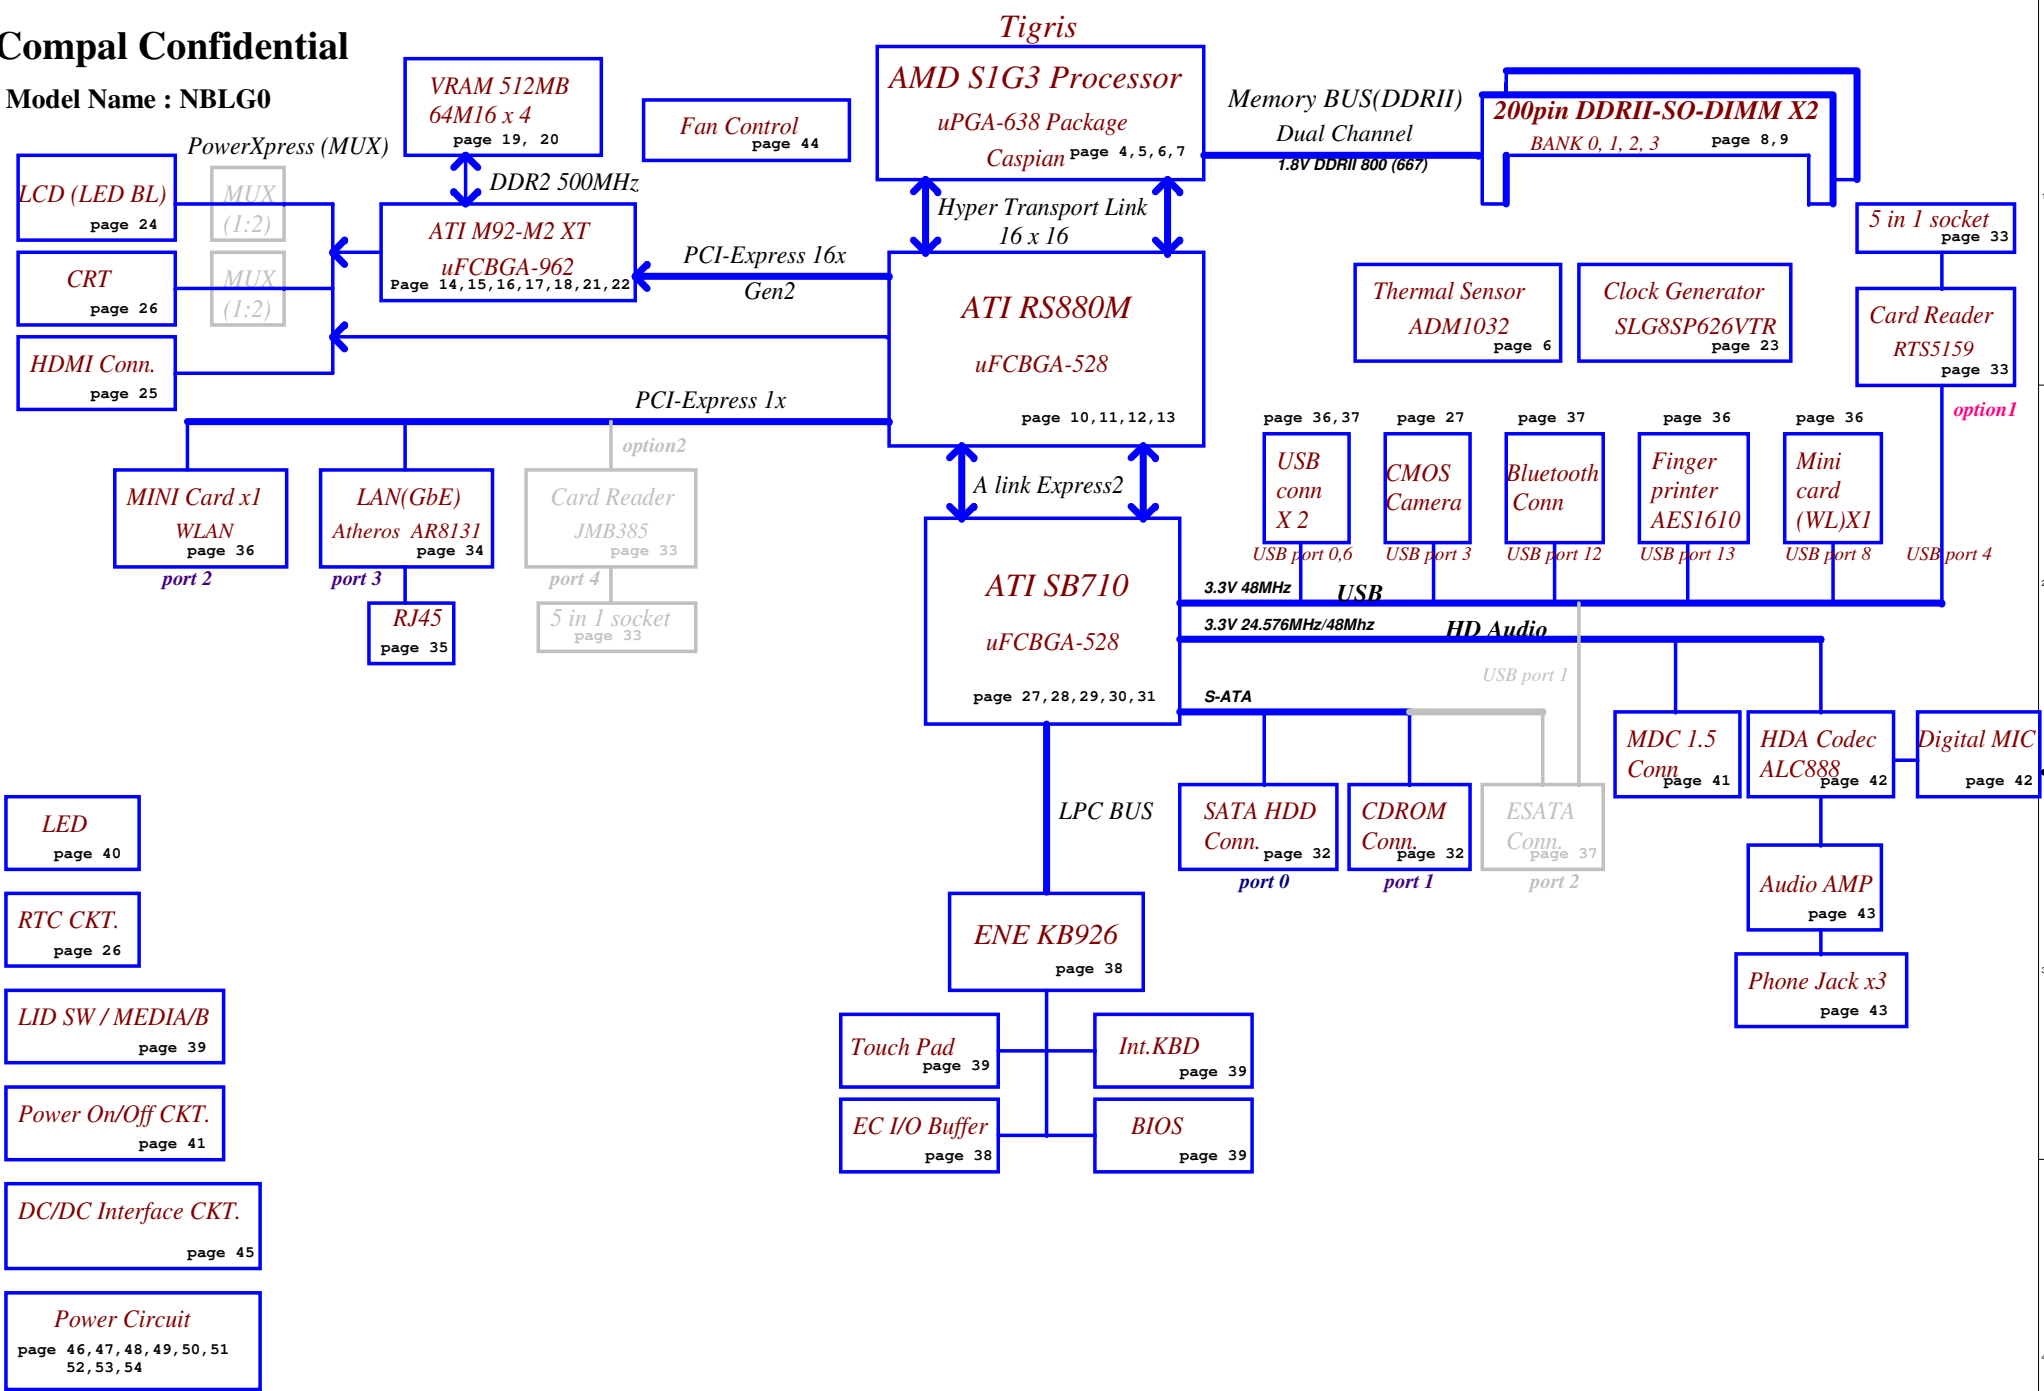 Compal Confidential
Model Name : NBLG0
Tigris
AMD S1G3 Processor
uPGA-638 Package
Caspian
page 4,5,6,7
VRAM 512MB
64M16 x 4
page 19, 20
Fan Control
page 44
Memory BUS(DDRII)
Dual Channel
1.8V DDRII 800 (667)
200pin DDRII-SO-DIMM X2
BANK 0, 1, 2, 3
page 8,9
PowerXpress (MUX)
DDR2 500MHz
LCD (LED BL)
page 24
MUX
(1:2)
CRT
page 26
MUX
(1:2)
HDMI Conn.
page 25
ATI M92-M2 XT
uFCBGA-962
Page 14,15,16,17,18,21,22
PCI-Express 16x
Gen2
Hyper Transport Link
16 x 16
ATI RS880M
uFCBGA-528
page 10,11,12,13
Thermal Sensor
ADM1032
page 6
Clock Generator
SLG8SP626VTR
page 23
5 in 1 socket
page 33
Card Reader
RTS5159
page 33
option1
PCI-Express 1x
option2
MINI Card x1
WLAN
page 36
port 2
LAN(GbE)
Atheros AR8131
page 34
port 3
RJ45
page 35
Card Reader
JMB385
page 33
port 4
5 in 1 socket
page 33
A link Express2
page 36,37
USB
conn
X 2
USB port 0,6
page 27
CMOS
Camera
USB port 3
page 37
Bluetooth
Conn
USB port 12
page 36
Finger
printer
AES1610
USB port 13
page 36
Mini
card
(WL)X1
USB port 8
USB port 4
ATI SB710
uFCBGA-528
page 27,28,29,30,31
3.3V 48MHz
USB
3.3V 24.576MHz/48Mhz
HD Audio
USB port 1
S-ATA
SATA HDD
Conn.
page 32
port 0
CDROM
Conn.
page 32
port 1
ESATA
Conn.
page 37
port 2
MDC 1.5
Conn
page 41
HDA Codec
ALC888
page 42
Digital MIC
page 42
Audio AMP
page 43
Phone Jack x3
page 43
LPC BUS
ENE KB926
page 38
Touch Pad
page 39
Int.KBD
page 39
EC I/O Buffer
page 38
BIOS
page 39
LED
page 40
RTC CKT.
page 26
LID SW / MEDIA/B
page 39
Power On/Off CKT.
page 41
DC/DC Interface CKT.
page 45
Power Circuit
page 46,47,48,49,50,51
52,53,54